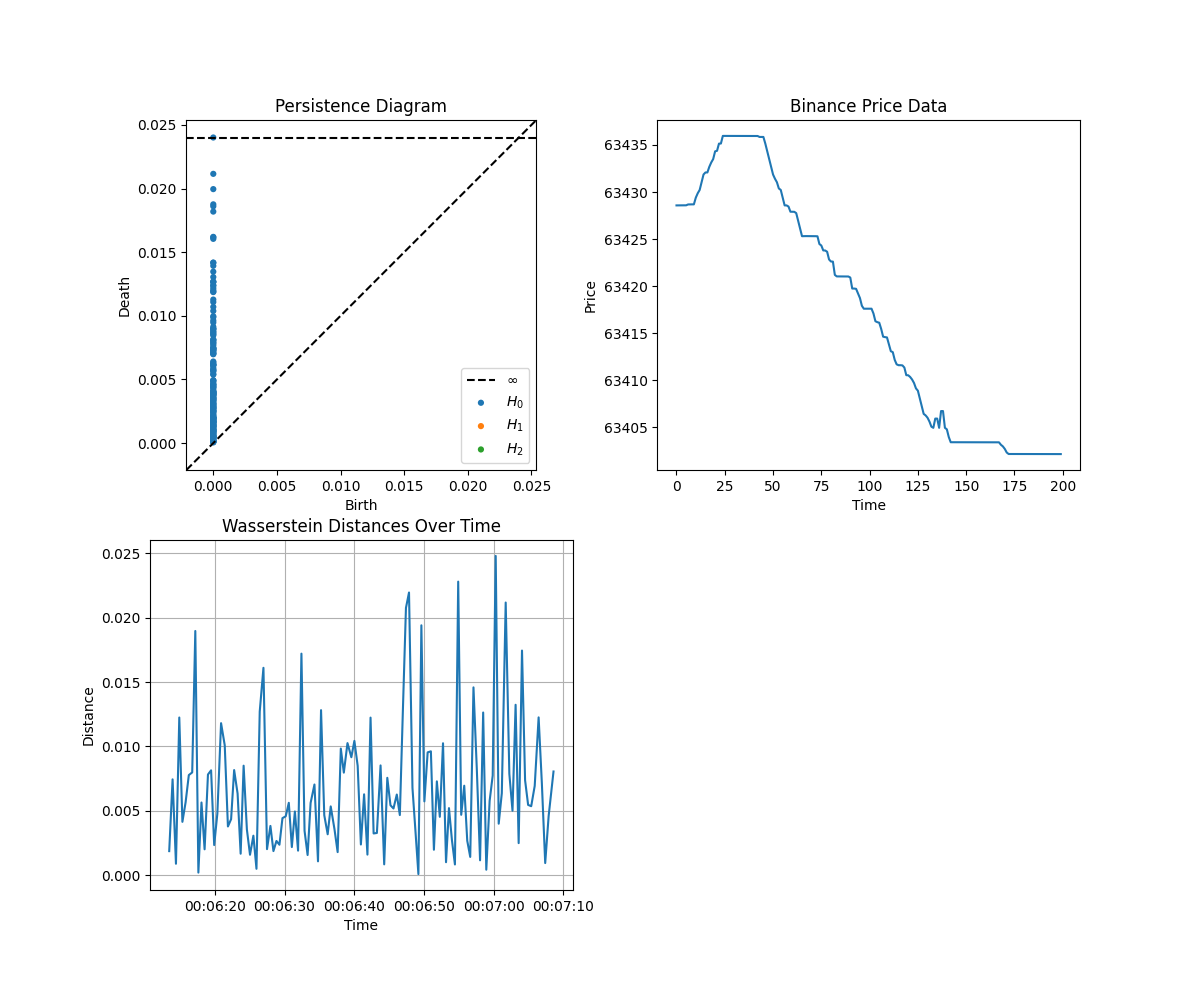 Persistence Diagram
0.025
0.020
0.015
0.010
0.005
0.000
Death
∞
H0
H1
H2
0.000 0.005 0.010 0.015 0.020 0.025
Birth
Binance Price Data
63435
63430
63425
63420
63415
63410
63405
Price
0 25 50 75 100 125 150 175 200
Time
Wasserstein Distances Over Time
0.025
0.020
0.015
0.010
0.005
0.000
Distance
00:06:20 00:06:30 00:06:40 00:06:50 00:07:00 00:07:10
Time